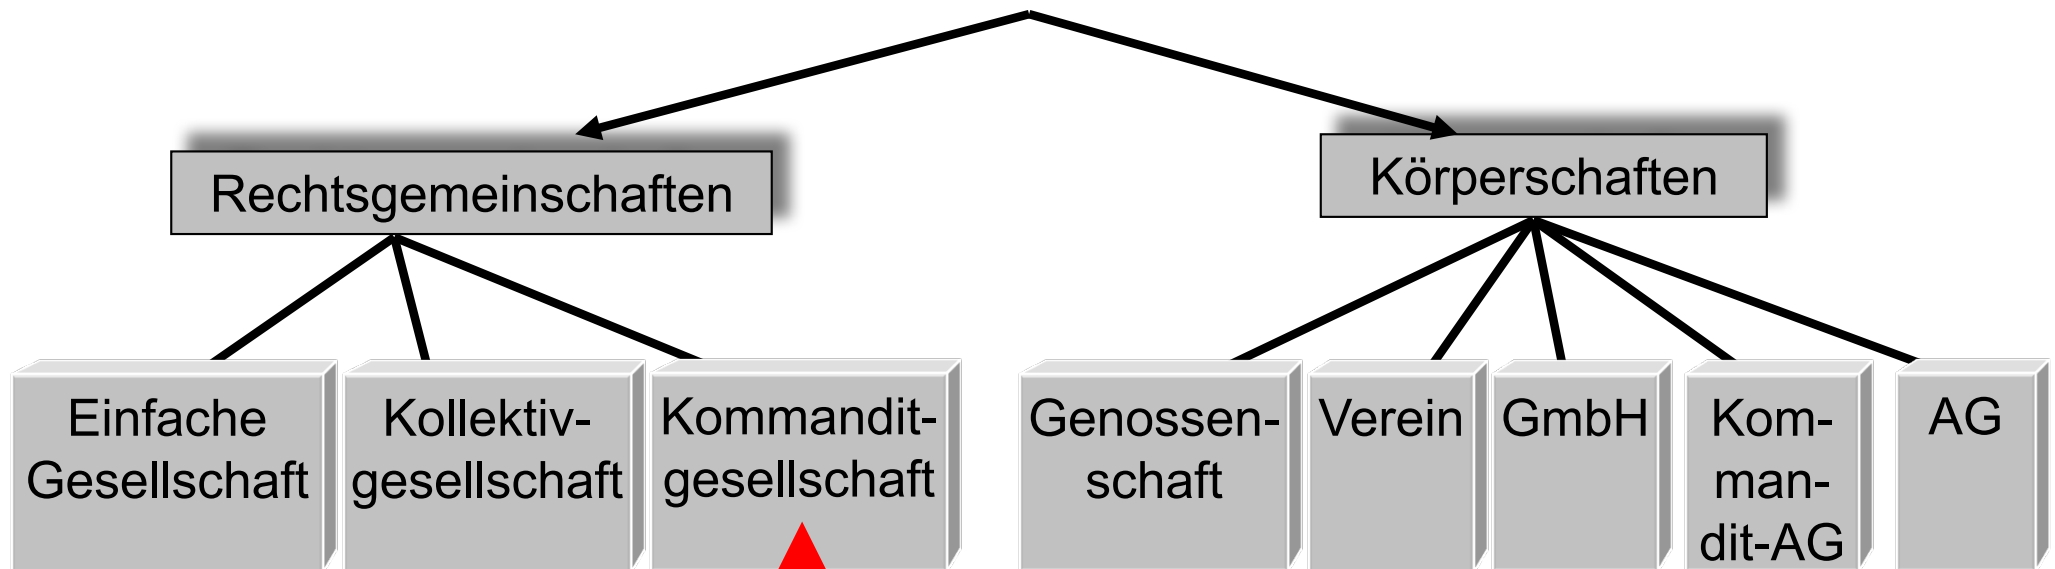 Rechtsgemeinschaften
Körperschaften
Einfache
Gesellschaft
Kollektiv-
gesellschaft
Kommandit-
gesellschaft
Genossen-
schaft
Verein
GmbH
Kom-
man-
dit-AG
AG